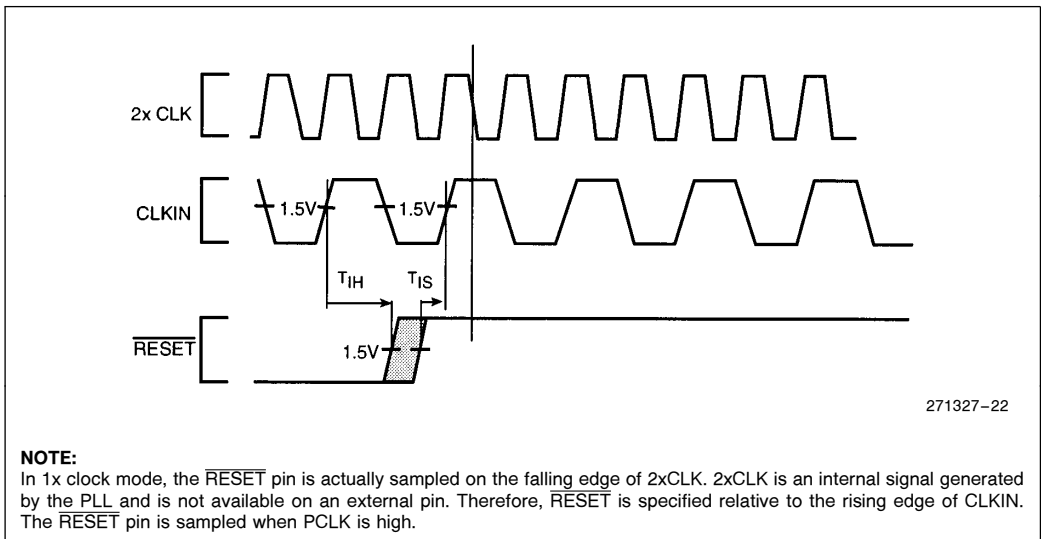 2x CLK
CLKIN
1.5V
1.5V
TIH
TIS
RESET
1.5V
271327–22
NOTE:
In 1x clock mode, the RESET pin is actually sampled on the falling edge of 2xCLK. 2xCLK is an internal signal generated
by the PLL and is not available on an external pin. Therefore, RESET is specified relative to the rising edge of CLKIN.
The RESET pin is sampled when PCLK is high.